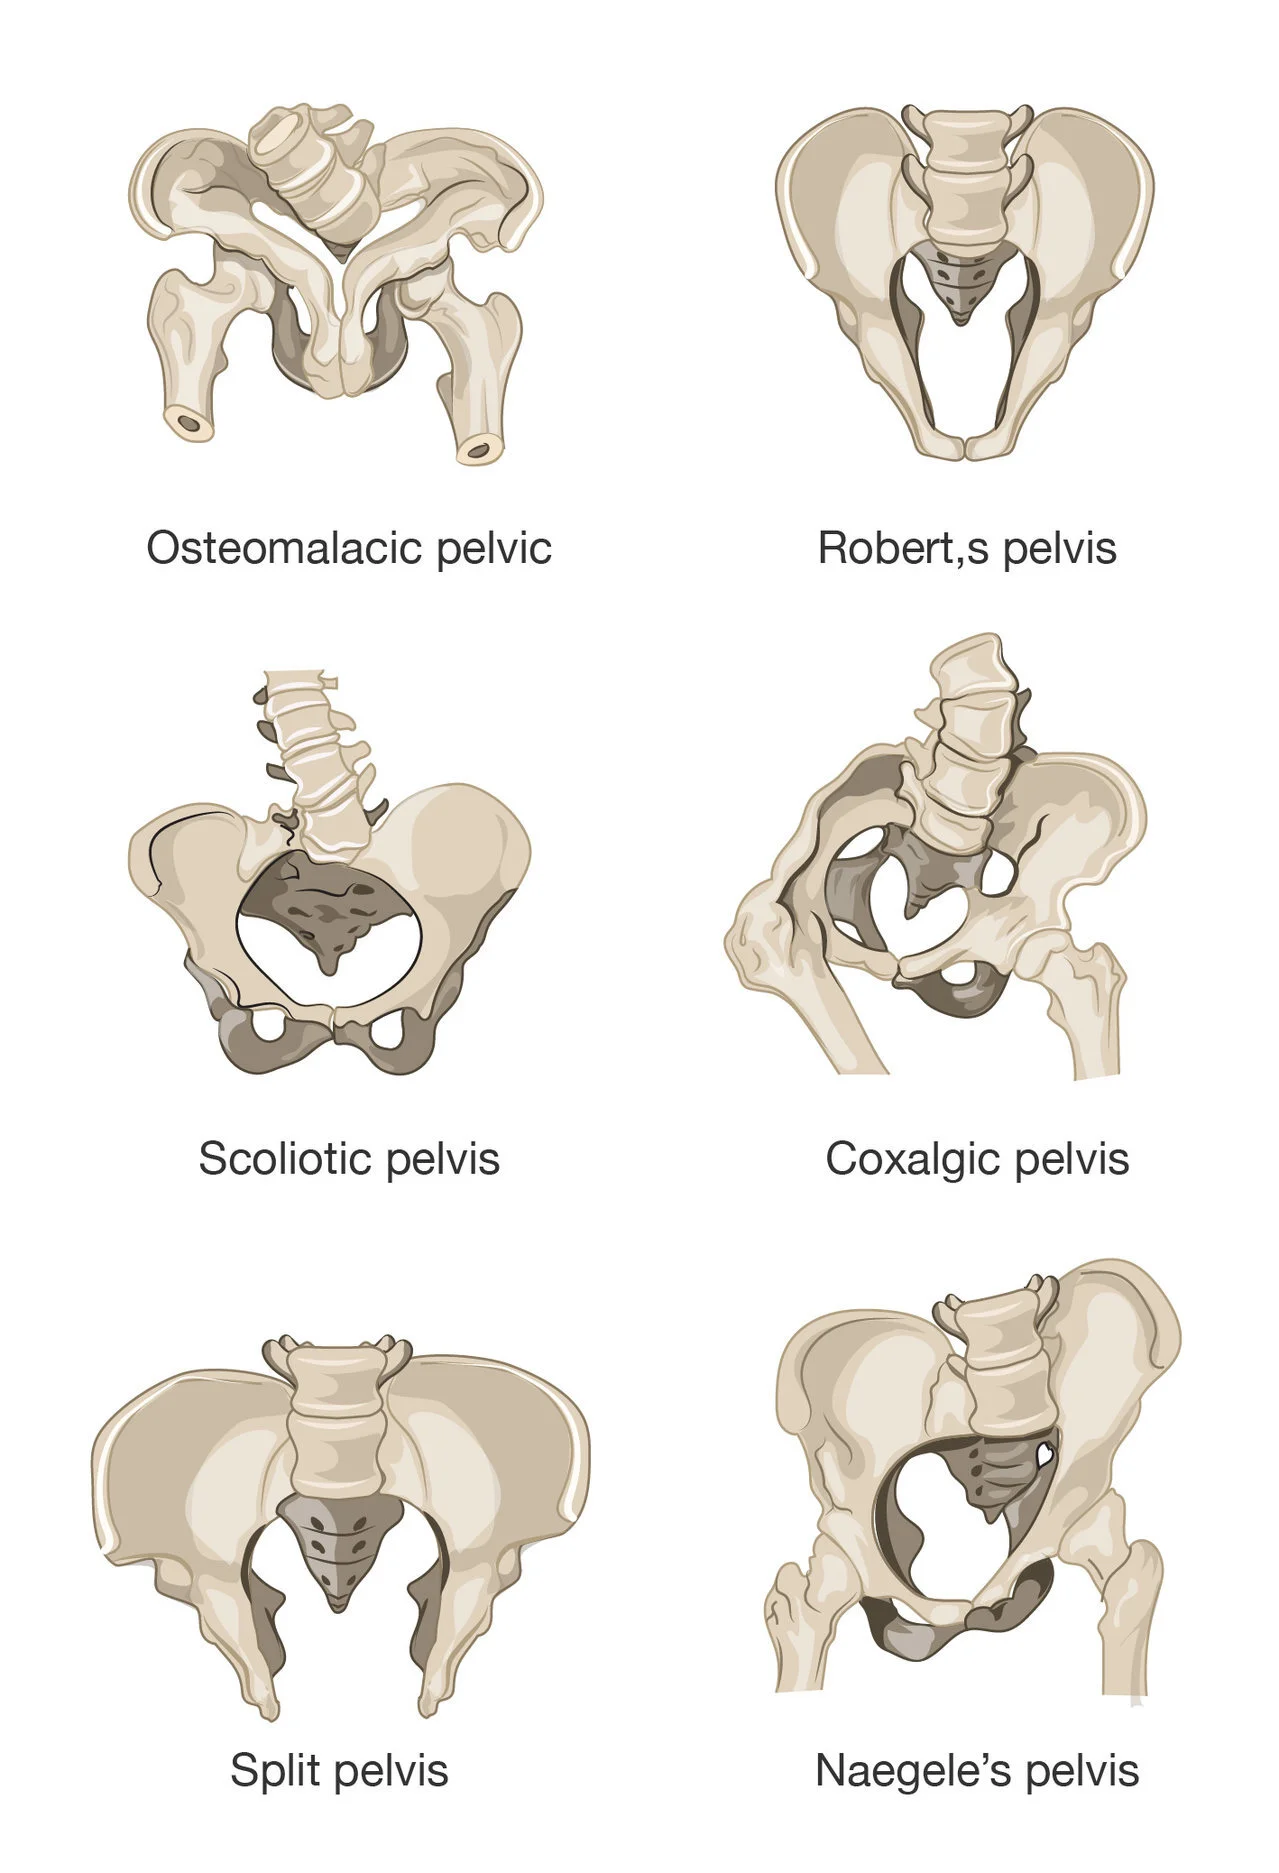 Osteomalacic pelvic
Robert,s pelvis
Scoliotic pelvis
Coxalgic pelvis
Split pelvis
Naegele’s pelvis